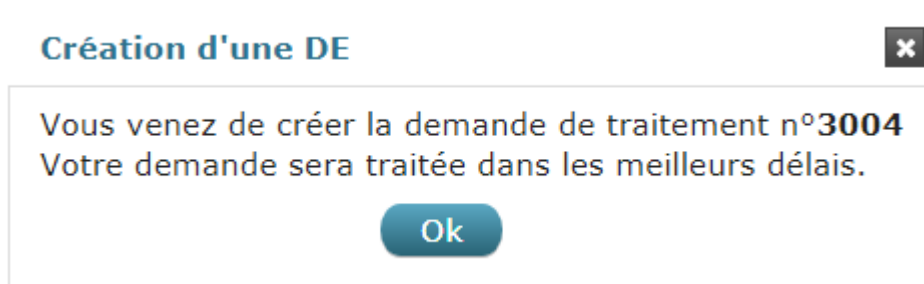 Création d'une DE
Vous venez de créer la demande de traitement n°3004
Votre demande sera traitée dans les meilleurs délais.
Ok